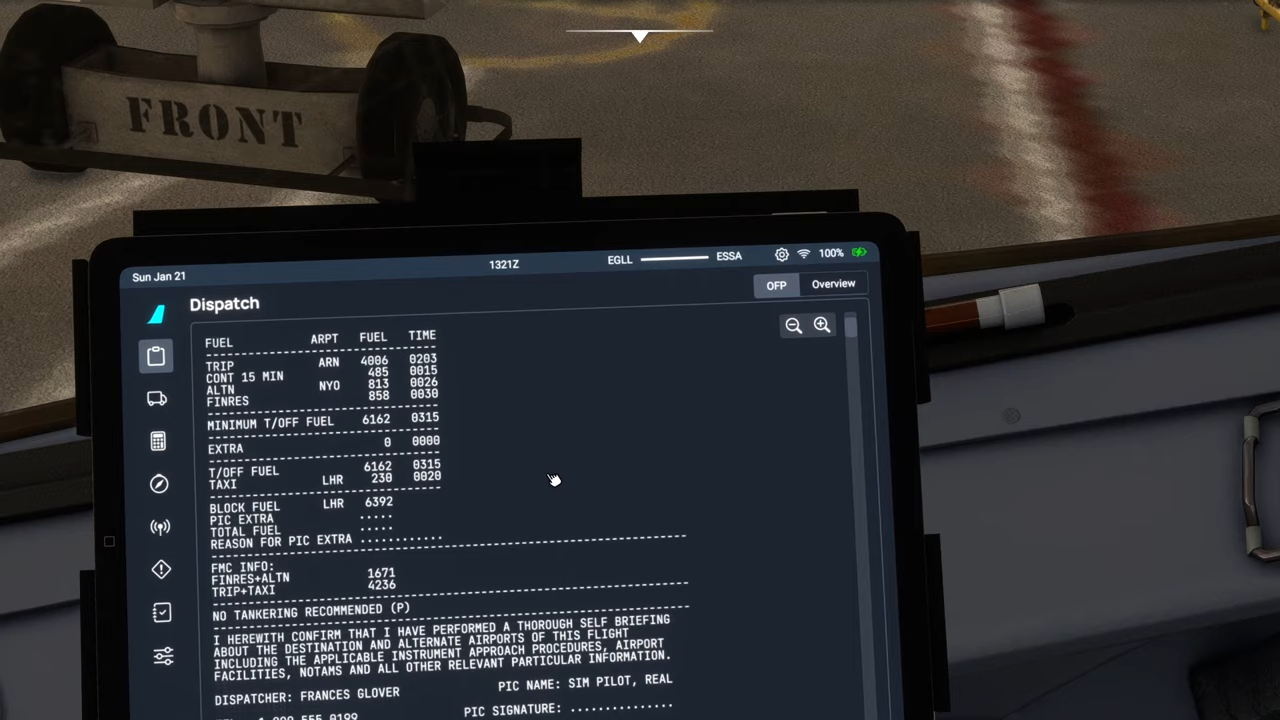 FRONT
Sun Jan 21 1321Z EGLL ESSA 100%
Dispatch OFP Overview
FUEL ARPT FUEL TIME
TRIP ARN 4006 0203
CONT 15 MIN 485 0015
ALTN NYO 813 0026
FINRES 858 0030
MINIMUM T/OFF FUEL 6162 0315
EXTRA 0 0000
T/OFF FUEL 6162 0315
TAXI LHR 230 0020
BLOCK FUEL LHR 6392
PIC EXTRA .....
TOTAL FUEL .....
REASON FOR PIC EXTRA ............
FMC INFO:
FINRES+ALTN 1671
TRIP+TAXI 4236
NO TANKERING RECOMMENDED (P)
I HEREWITH CONFIRM THAT I HAVE PERFORMED A THOROUGH SELF BRIEFING
ABOUT THE DESTINATION AND ALTERNATE AIRPORTS OF THIS FLIGHT
INCLUDING THE APPLICABLE INSTRUMENT APPROACH PROCEDURES, AIRPORT
FACILITIES, NOTAMS AND ALL OTHER RELEVANT PARTICULAR INFORMATION.
DISPATCHER: FRANCES GLOVER PIC NAME: SIM PILOT, REAL
PIC SIGNATURE: ...............